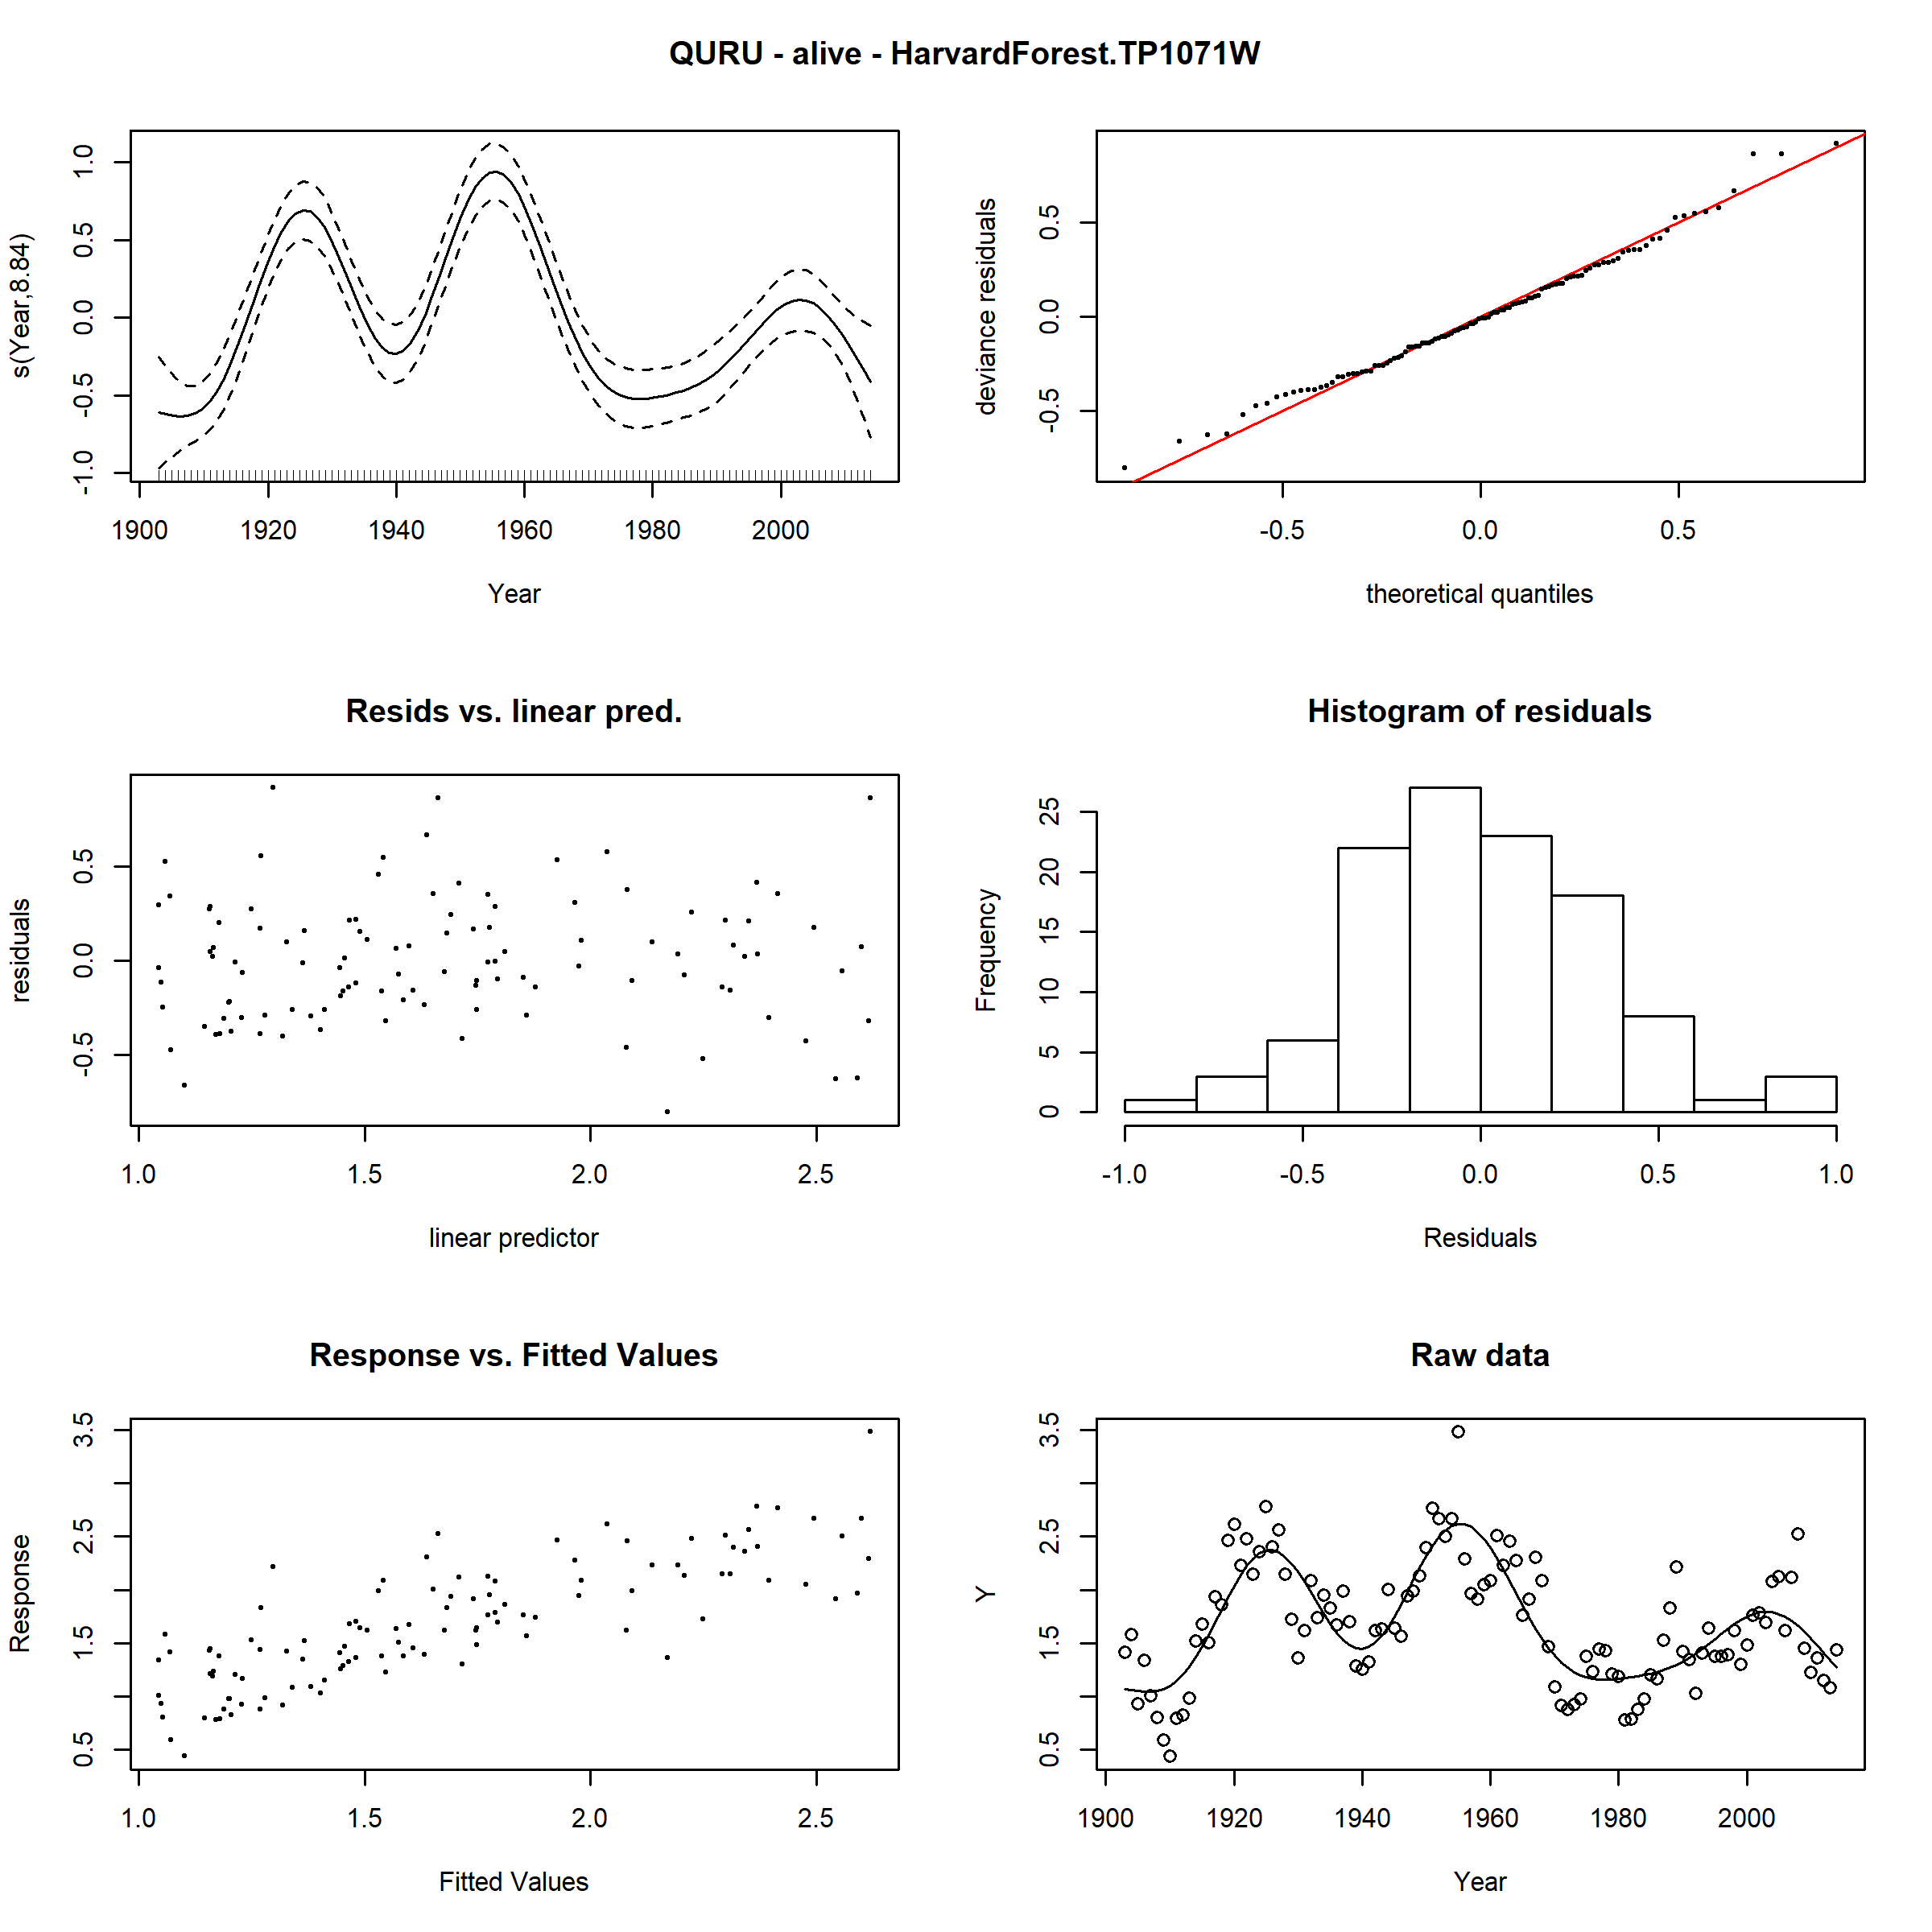 QURU - alive - HarvardForest.TP1071W
s(Year,8.84)
-1.0 -0.5 0.0 0.5 1.0
1900 1920 1940 1960 1980 2000
Year
deviance residuals
-0.5 0.0 0.5
-0.5 0.0 0.5
theoretical quantiles
Resids vs. linear pred.
residuals
-0.5 0.0 0.5
1.0 1.5 2.0 2.5
linear predictor
Histogram of residuals
Frequency
0 5 10 15 20 25
-1.0 -0.5 0.0 0.5 1.0
Residuals
Response vs. Fitted Values
Response
0.5 1.5 2.5 3.5
1.0 1.5 2.0 2.5
Fitted Values
Raw data
Y
0.5 1.5 2.5 3.5
1900 1920 1940 1960 1980 2000
Year